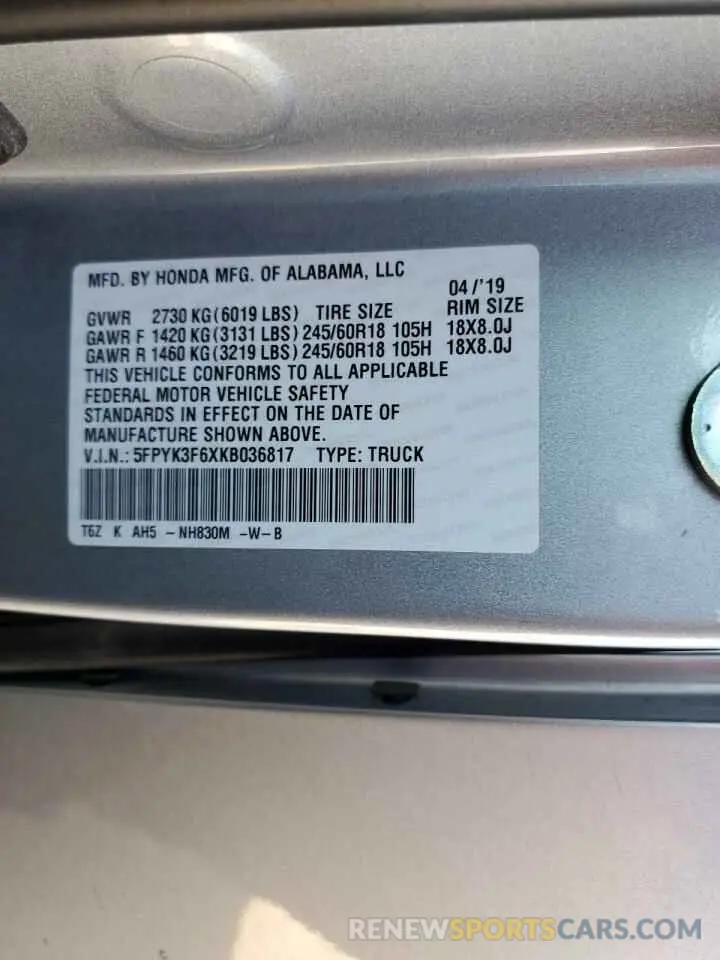 MFD. BY HONDA MFG. OF ALABAMA, LLC
04/'19
GVWR 2730 KG(6019 LBS) TIRE SIZE RIM SIZE
GAWR F 1420 KG(3131 LBS) 245/60R18 105H 18X8.0J
GAWR R 1460 KG(3219 LBS) 245/60R18 105H 18X8.0J
THIS VEHICLE CONFORMS TO ALL APPLICABLE
FEDERAL MOTOR VEHICLE SAFETY
STANDARDS IN EFFECT ON THE DATE OF
MANUFACTURE SHOWN ABOVE.
V.I.N.: 5FPYK3F6XKB036817 TYPE: TRUCK
T6Z K AH5 -NH830M -W-B
RENEWSPORTSCARS.COM